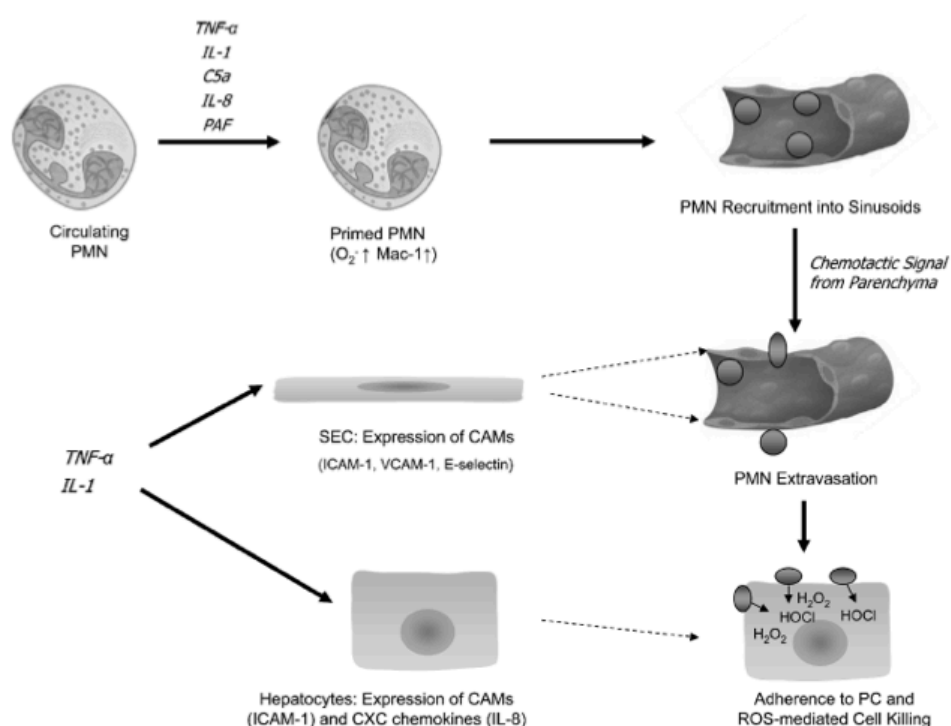 TNF-α
IL-1
C5a
IL-8
PAF
Circulating
PMN
Primed PMN
(O₂⁻↑ Mac-1↑)
PMN Recruitment into Sinusoids
Chemotactic Signal
from Parenchyma
TNF-α
IL-1
SEC: Expression of CAMs
(ICAM-1, VCAM-1, E-selectin)
PMN Extravasation
Hepatocytes: Expression of CAMs
(ICAM-1) and CXC chemokines (IL-8)
H₂O₂
HOCl
HOCl
H₂O₂
Adherence to PC and
ROS-mediated Cell Killing